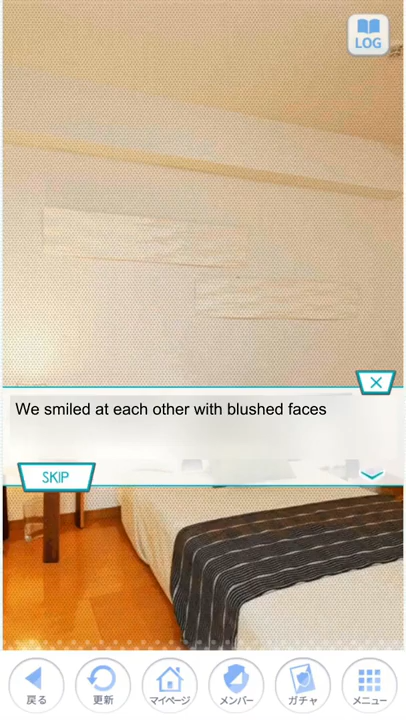 LOG
We smiled at each other with blushed faces
SKIP
戻る
更新
マイページ
メンバー
ガチャ
メニュー